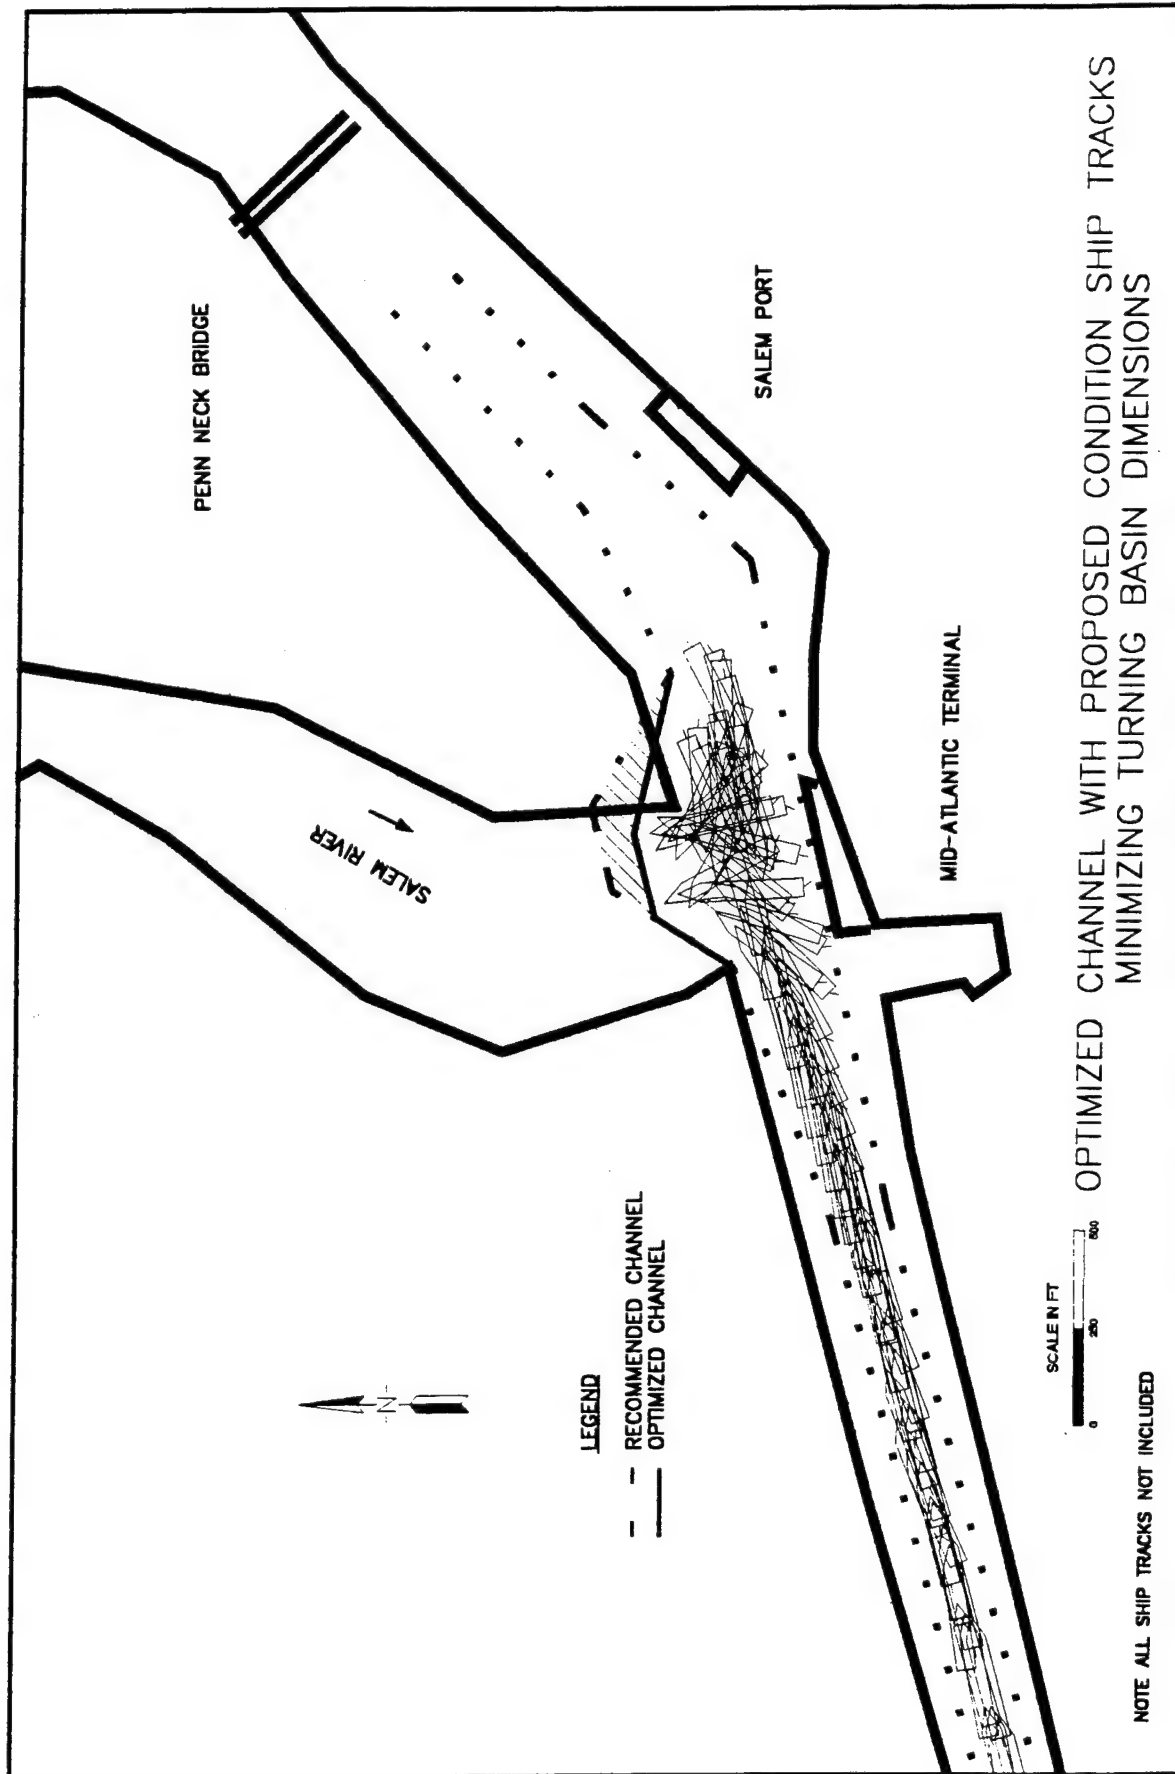 PENN NECK BRIDGE
SALEM RIVER
SALEM PORT
MID-ATLANTIC TERMINAL
N
LEGEND
RECOMMENDED CHANNEL
OPTIMIZED CHANNEL
SCALE IN FT
0 250 500
NOTE ALL SHIP TRACKS NOT INCLUDED
OPTIMIZED CHANNEL WITH PROPOSED CONDITION SHIP TRACKS
MINIMIZING TURNING BASIN DIMENSIONS